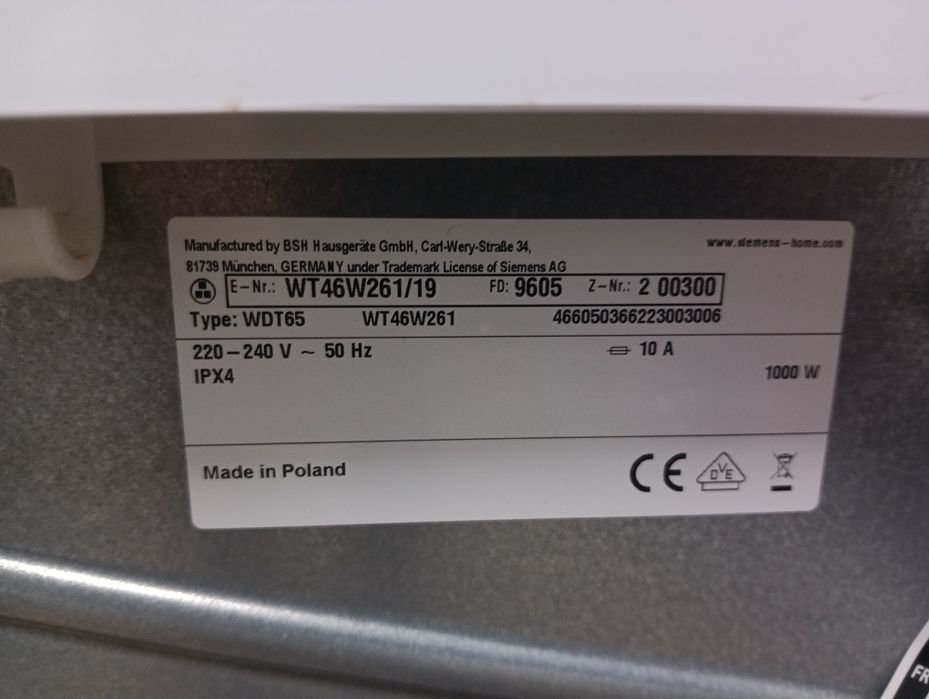 Manufactured by BSH Hausgeräte GmbH, Carl-Wery-Straße 34,
www.siemens-home.com
81739 München, GERMANY under Trademark License of Siemens AG
E-Nr.: WT46W261/19 FD: 9605 Z-Nr.: 2 00300
Type: WDT65 WT46W261 466050366223003006
220-240 V ~ 50 Hz 10 A
IPX4 1000 W
Made in Poland CE DVE
FR